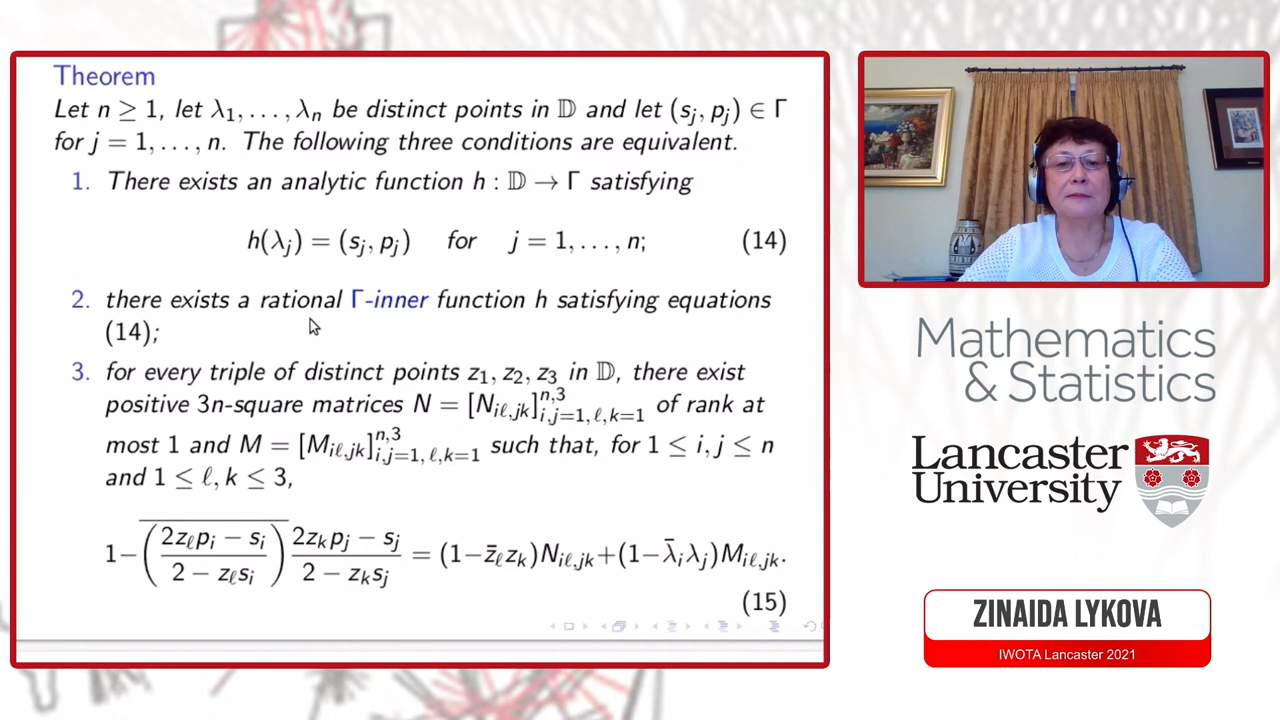 Theorem
Let n ≥ 1, let λ₁, . . . , λₙ be distinct points in 𝔻 and let (sⱼ, pⱼ) ∈ Γ
for j = 1, . . . , n. The following three conditions are equivalent.
1. There exists an analytic function h : 𝔻 → Γ satisfying
h(λⱼ) = (sⱼ, pⱼ) for j = 1, . . . , n; (14)
2. there exists a rational Γ-inner function h satisfying equations
(14);
3. for every triple of distinct points z₁, z₂, z₃ in 𝔻, there exist
positive 3n-square matrices N = [N_{iℓ,jk}]^{n,3}_{i,j=1, ℓ,k=1} of rank at
most 1 and M = [M_{iℓ,jk}]^{n,3}_{i,j=1, ℓ,k=1} such that, for 1 ≤ i, j ≤ n
and 1 ≤ ℓ, k ≤ 3,
1−\overline{\left(\frac{2z_ℓ p_i − s_i}{2 − z_ℓ s_i}\right)} \frac{2z_k p_j − s_j}{2 − z_k s_j} = (1−\bar{z}_ℓ z_k)N_{iℓ,jk}+(1−\bar{λ}_i λ_j)M_{iℓ,jk}.
(15)
Mathematics
& Statistics
Lancaster
University
ZINAIDA LYKOVA
IWOTA Lancaster 2021